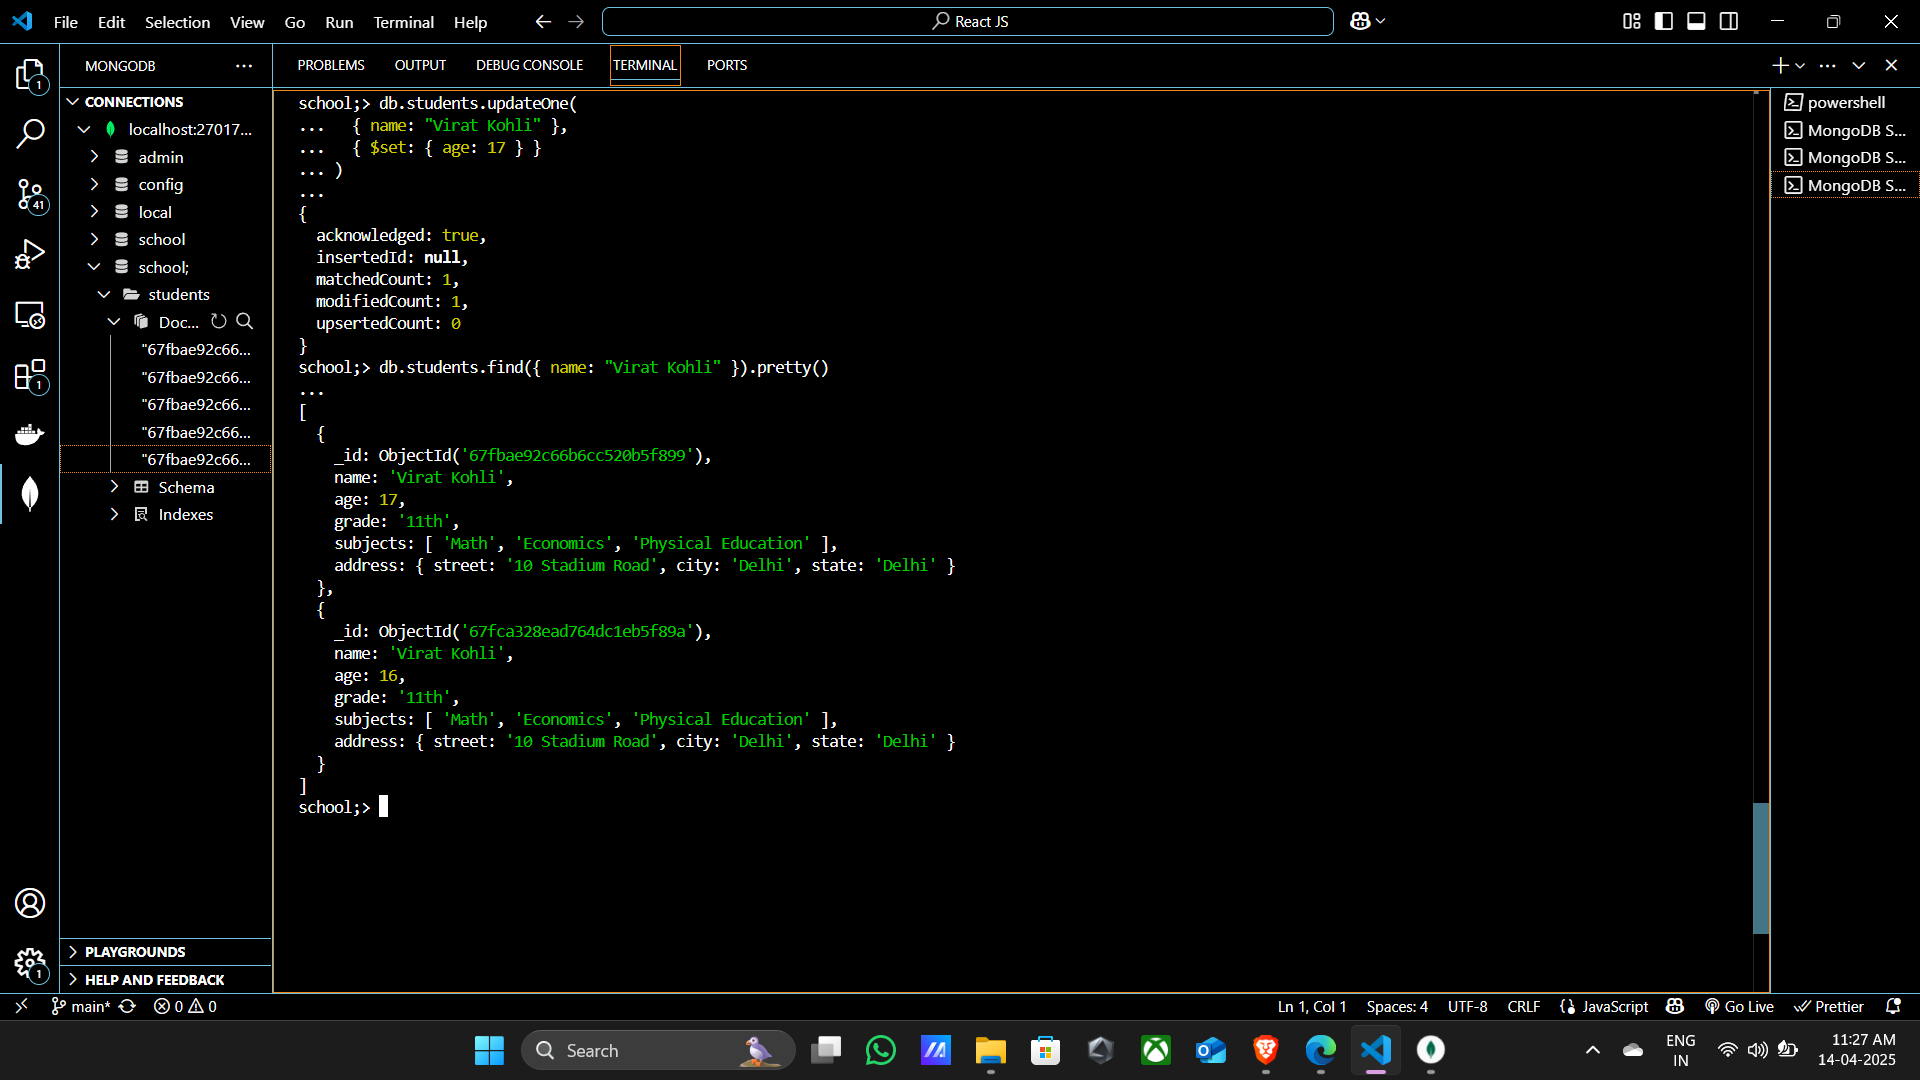 File Edit Selection View Go Run Terminal Help
React JS
MONGODB
PROBLEMS OUTPUT DEBUG CONSOLE TERMINAL PORTS
CONNECTIONS
localhost:27017...
admin
config
local
school
school;
students
Doc...
"67fbae92c66...
"67fbae92c66...
"67fbae92c66...
"67fbae92c66...
"67fbae92c66...
Schema
Indexes
PLAYGROUNDS
HELP AND FEEDBACK
1
41
1
1
school;> db.students.updateOne(
...   { name: "Virat Kohli" },
...   { $set: { age: 17 } }
... )
...
{
  acknowledged: true,
  insertedId: null,
  matchedCount: 1,
  modifiedCount: 1,
  upsertedCount: 0
}
school;> db.students.find({ name: "Virat Kohli" }).pretty()
...
[
  {
    _id: ObjectId('67fbae92c66b6cc520b5f899'),
    name: 'Virat Kohli',
    age: 17,
    grade: '11th',
    subjects: [ 'Math', 'Economics', 'Physical Education' ],
    address: { street: '10 Stadium Road', city: 'Delhi', state: 'Delhi' }
  },
  {
    _id: ObjectId('67fca328ead764dc1eb5f89a'),
    name: 'Virat Kohli',
    age: 16,
    grade: '11th',
    subjects: [ 'Math', 'Economics', 'Physical Education' ],
    address: { street: '10 Stadium Road', city: 'Delhi', state: 'Delhi' }
  }
]
school;>
powershell
MongoDB S...
MongoDB S...
MongoDB S...
main* 0 0
Ln 1, Col 1 Spaces: 4 UTF-8 CRLF JavaScript Go Live Prettier
Search
ENG
IN
11:27 AM
14-04-2025